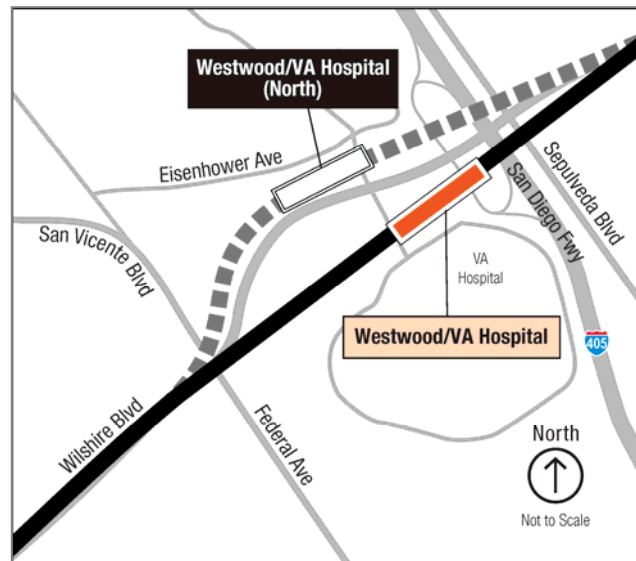 Westwood/VA Hospital
(North)
Eisenhower Ave
Sepulveda Blvd
San Diego Fwy
San Vicente Blvd
VA
Hospital
Westwood/VA Hospital
405
Wilshire Blvd
Federal Ave
North
Not to Scale